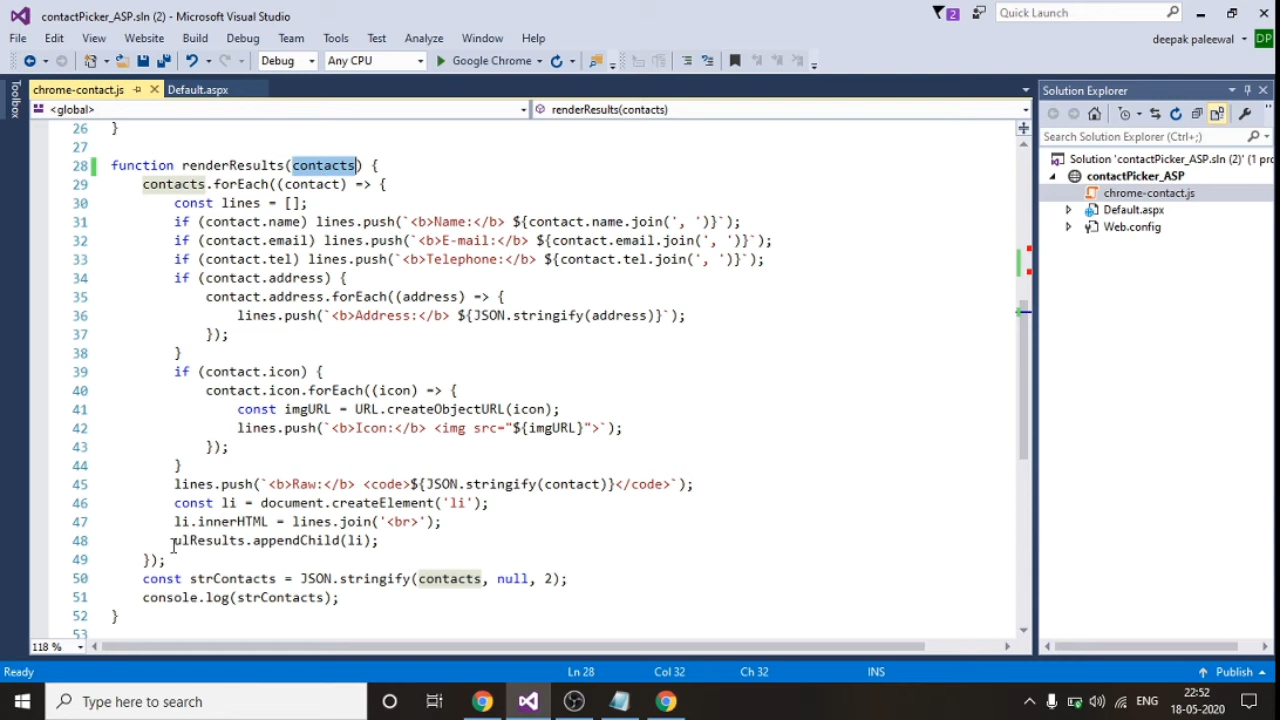 contactPicker_ASP.sln (2) - Microsoft Visual Studio
2
Quick Launch
File Edit View Website Build Debug Team Tools Test Analyze Window Help
deepak paleewal DP
Debug Any CPU Google Chrome
Toolbox
chrome-contact.js Default.aspx
Solution Explorer
<global> renderResults(contacts)
Search Solution Explorer (Ctrl+;)
Solution 'contactPicker_ASP.sln (2)' (1 pro
contactPicker_ASP
chrome-contact.js
Default.aspx
Web.config
26 }
27
28 function renderResults(contacts) {
29 contacts.forEach((contact) => {
30 const lines = [];
31 if (contact.name) lines.push(`<b>Name:</b> ${contact.name.join(', ')}`);
32 if (contact.email) lines.push(`<b>E-mail:</b> ${contact.email.join(', ')}`);
33 if (contact.tel) lines.push(`<b>Telephone:</b> ${contact.tel.join(', ')}`);
34 if (contact.address) {
35 contact.address.forEach((address) => {
36 lines.push(`<b>Address:</b> ${JSON.stringify(address)}`);
37 });
38 }
39 if (contact.icon) {
40 contact.icon.forEach((icon) => {
41 const imgURL = URL.createObjectURL(icon);
42 lines.push(`<b>Icon:</b> <img src="${imgURL}">`);
43 });
44 }
45 lines.push(`<b>Raw:</b> <code>${JSON.stringify(contact)}</code>`);
46 const li = document.createElement('li');
47 li.innerHTML = lines.join('<br>');
48 ulResults.appendChild(li);
49 });
50 const strContacts = JSON.stringify(contacts, null, 2);
51 console.log(strContacts);
52 }
53
118 %
Ready Ln 28 Col 32 Ch 32 INS Publish
Type here to search
ENG
22:52
18-05-2020